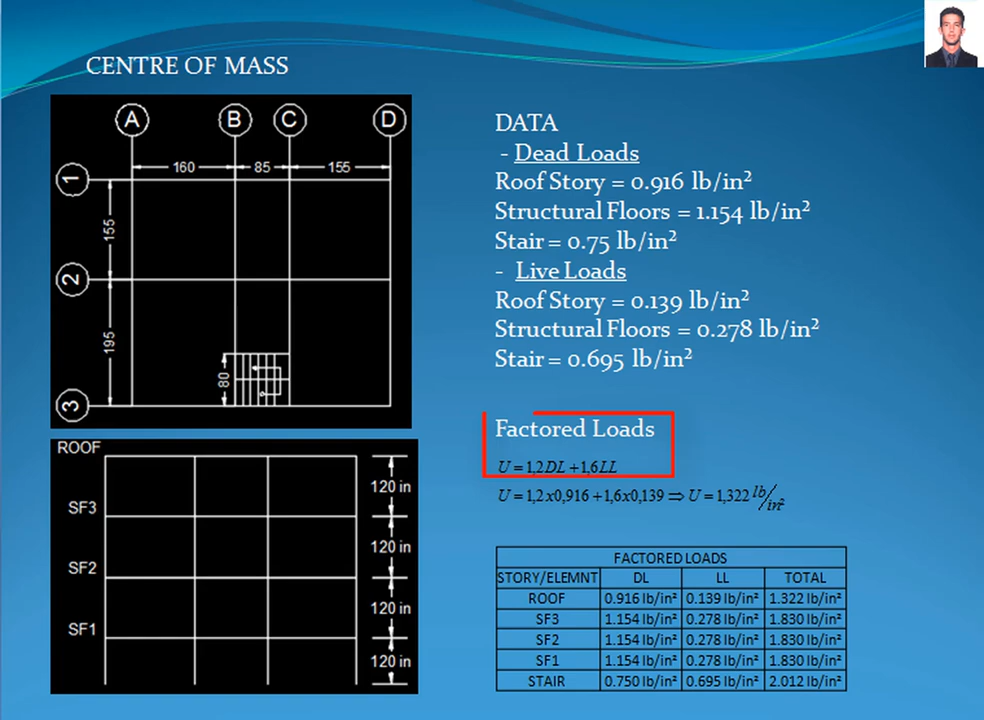 CENTRE OF MASS
A B C D
160 85 155
1
155
2
195
80
3
ROOF
120 in
SF3
120 in
SF2
120 in
SF1
120 in
DATA
- Dead Loads
Roof Story = 0.916 lb/in²
Structural Floors = 1.154 lb/in²
Stair = 0.75 lb/in²
- Live Loads
Roof Story = 0.139 lb/in²
Structural Floors = 0.278 lb/in²
Stair = 0.695 lb/in²
Factored Loads
U = 1,2DL + 1,6LL
U = 1,2x0,916 + 1,6x0,139 ⇒ U = 1,322 lb/in²
FACTORED LOADS
STORY/ELEMNT DL LL TOTAL
ROOF 0.916 lb/in² 0.139 lb/in² 1.322 lb/in²
SF3 1.154 lb/in² 0.278 lb/in² 1.830 lb/in²
SF2 1.154 lb/in² 0.278 lb/in² 1.830 lb/in²
SF1 1.154 lb/in² 0.278 lb/in² 1.830 lb/in²
STAIR 0.750 lb/in² 0.695 lb/in² 2.012 lb/in²